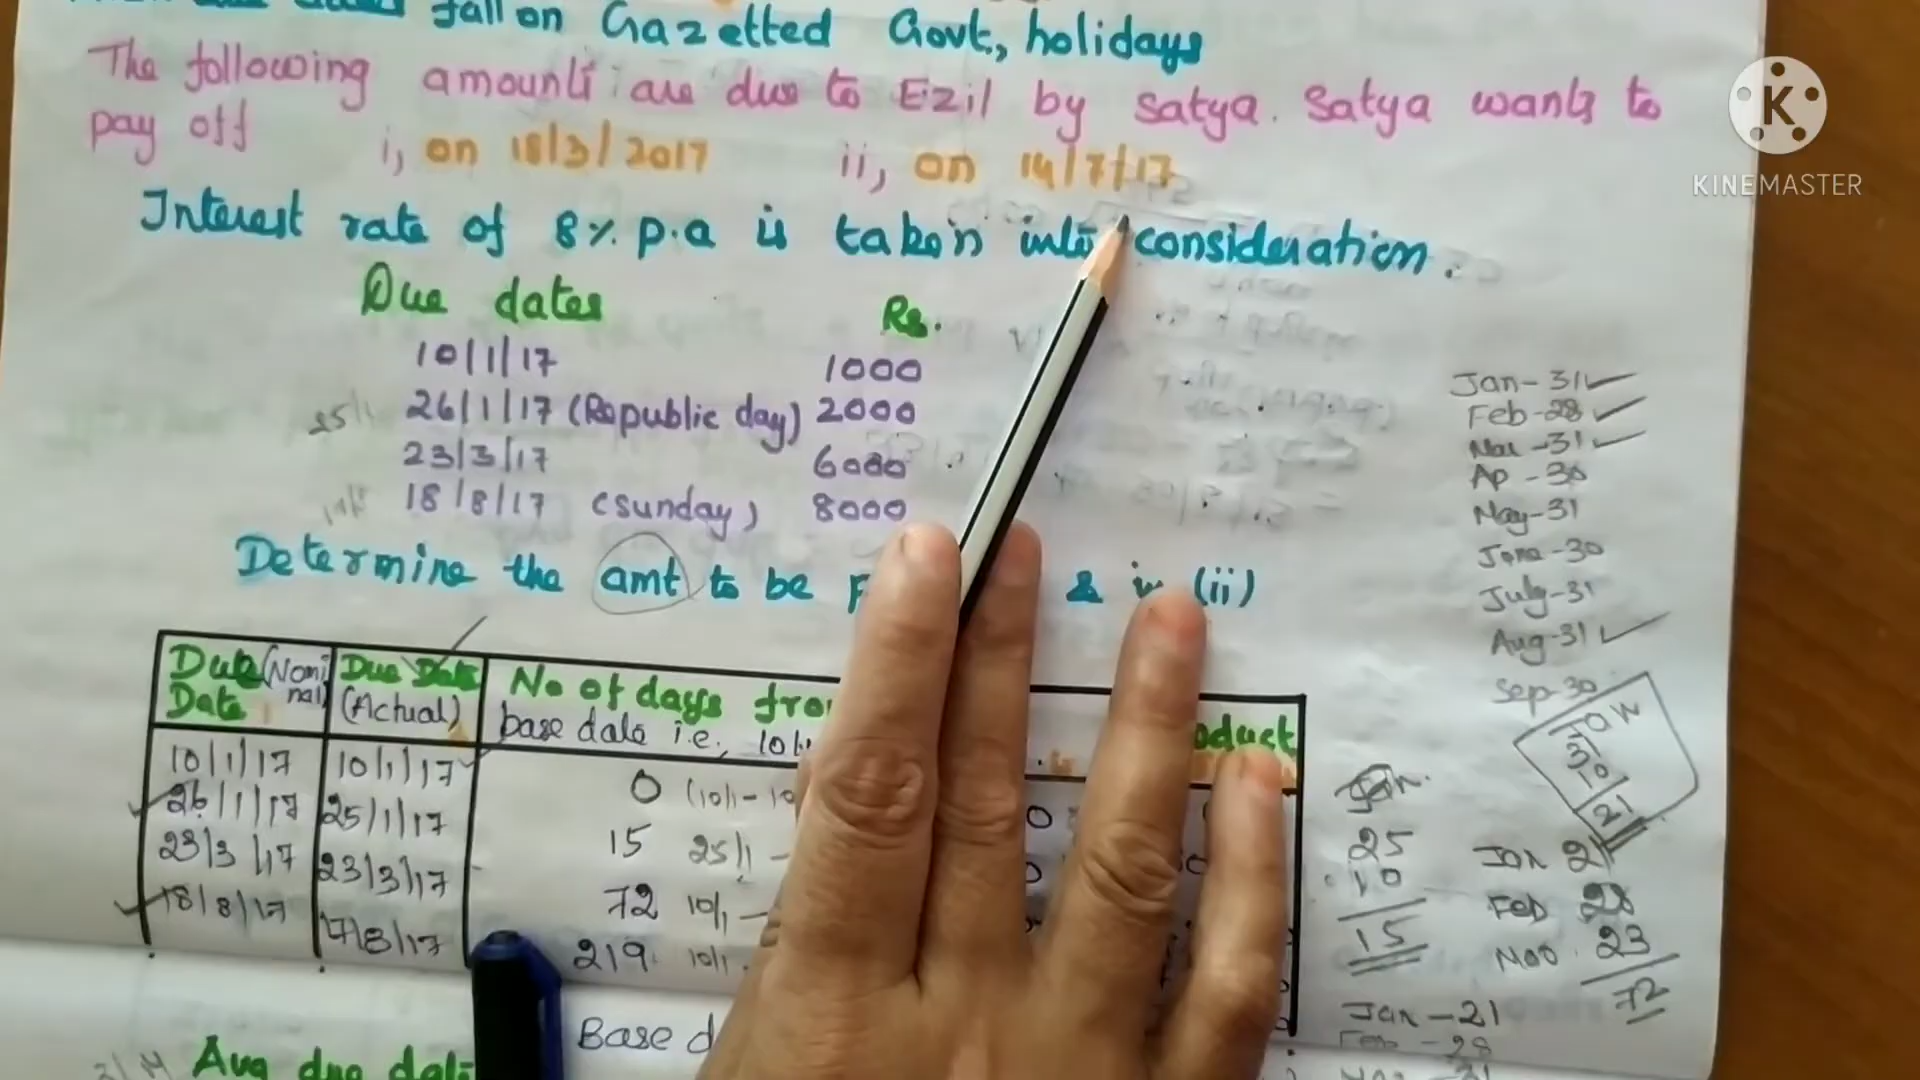 fall on Gazetted Govt, holidays
The following amounts are due to Ezil by Satya. Satya wants to
pay off i, on 18/3/2017 ii, on 14/7/17
Interest rate of 8% p.a is taken into consideration.
Due dates Rs.
10/1/17 1000
26/1/17 (Republic day) 2000
23/3/17 6000
18/8/17 (Sunday) 8000
Determine the amt to be & in (ii)
Due (Nominal) Date
Due Date (Actual)
No of days from
base date i.e., 10/1
oduct
10/1/17 10/1/17 0 (10/1-10
26/1/17 25/1/17 15 25/1 -
23/3/17 23/3/17 72 10/1 -
18/8/17 17/8/17 219 10/1
Base d
Aug due date
Jan-31
Feb-28
Mar-31
Ap-30
May-31
June-30
July-31
Aug-31
Sep-30
Jan.
25
10
15
Jan 21
Feb 28
23
72
Jan-21
Feb-28
Mar-31
K
KINEMASTER